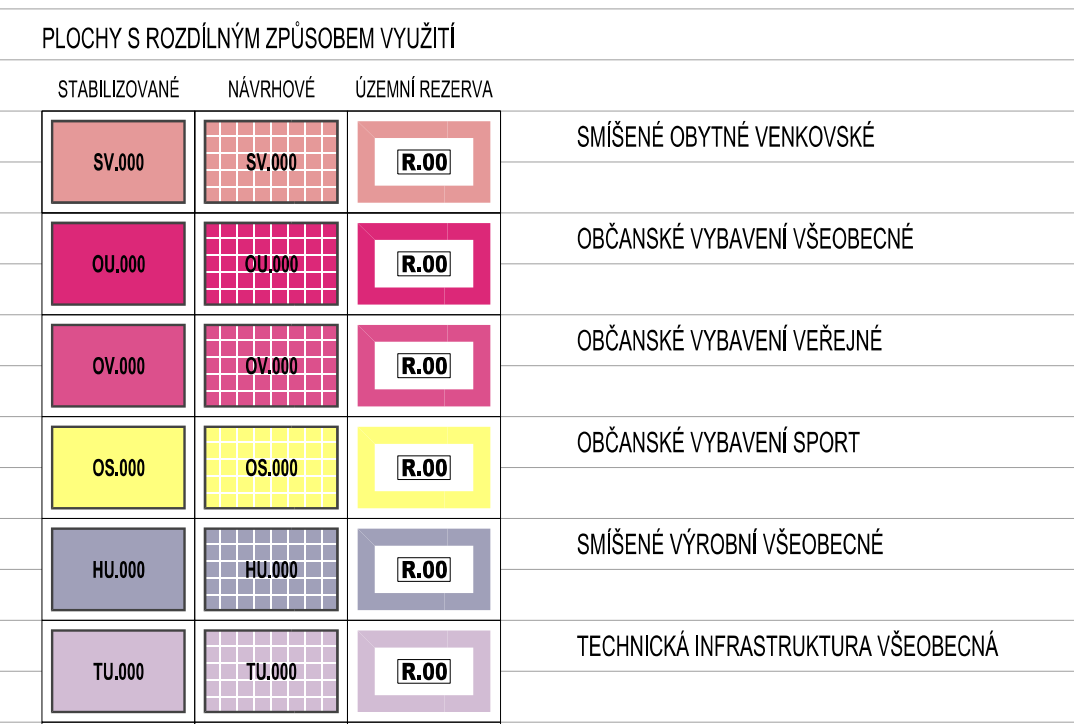 PLOCHY S ROZDÍLNÝM ZPŮSOBEM VYUŽITÍ
STABILIZOVANÉ NÁVRHOVÉ ÚZEMNÍ REZERVA
SV.000 SV.000 R.00 SMÍŠENÉ OBYTNÉ VENKOVSKÉ
OU.000 OU.000 R.00 OBČANSKÉ VYBAVENÍ VŠEOBECNÉ
OV.000 OV.000 R.00 OBČANSKÉ VYBAVENÍ VEŘEJNÉ
OS.000 OS.000 R.00 OBČANSKÉ VYBAVENÍ SPORT
HU.000 HU.000 R.00 SMÍŠENÉ VÝROBNÍ VŠEOBECNÉ
TU.000 TU.000 R.00 TECHNICKÁ INFRASTRUKTURA VŠEOBECNÁ